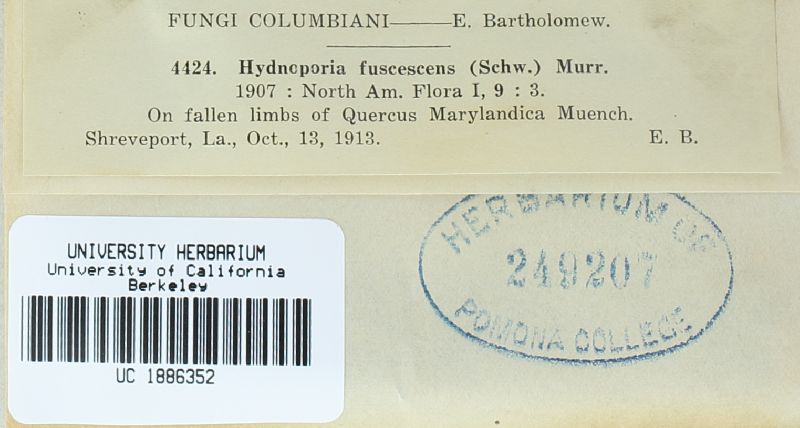 FUNGI COLUMBIANI——E. Bartholomew.
4424. Hydnoporia fuscescens (Schw.) Murr.
1907 : North Am. Flora I, 9 : 3.
On fallen limbs of Quercus Marylandica Muench.
Shreveport, La., Oct., 13, 1913. E. B.
HERBARIUM OF
249207
POMONA COLLEGE
UNIVERSITY HERBARIUM
University of California
Berkeley
UC 1886352